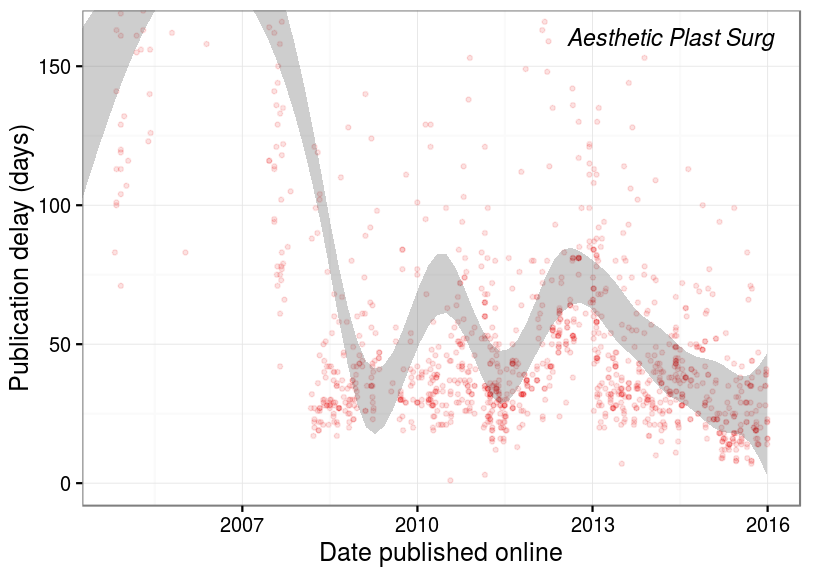 Aesthetic Plast Surg
Publication delay (days)
150
100
50
0
2007
2010
2013
2016
Date published online